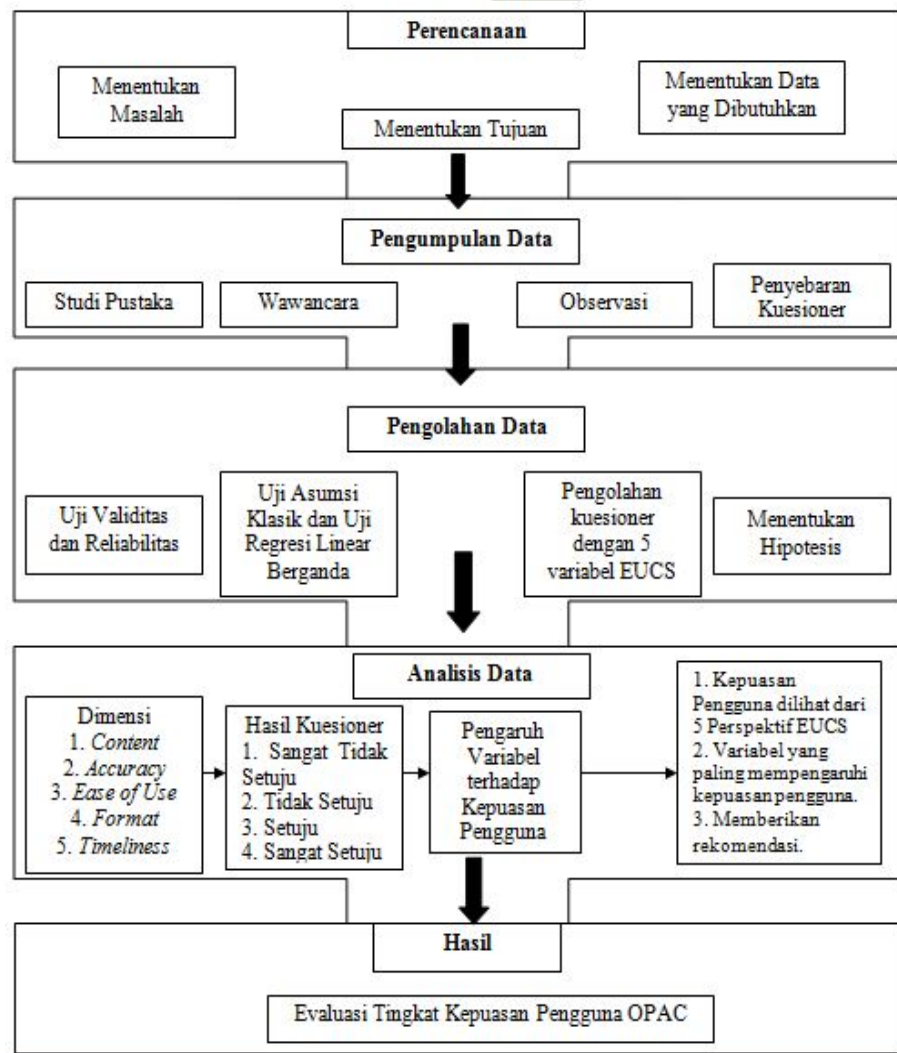 Perencanaan
Menentukan
Masalah
Menentukan Tujuan
Menentukan Data
yang Dibutuhkan
Pengumpulan Data
Studi Pustaka
Wawancara
Observasi
Penyebaran
Kuesioner
Pengolahan Data
Uji Validitas
dan Reliabilitas
Uji Asumsi
Klasik dan Uji
Regresi Linear
Berganda
Pengolahan
kuesioner
dengan 5
variabel EUCS
Menentukan
Hipotesis
Analisis Data
Dimensi
1. Content
2. Accuracy
3. Ease of Use
4. Format
5. Timeliness
Hasil Kuesioner
1. Sangat Tidak
Setuju
2. Tidak Setuju
3. Setuju
4. Sangat Setuju
Pengaruh
Variabel
terhadap
Kepuasan
Pengguna
1. Kepuasan
Pengguna dilihat dari
5 Perspektif EUCS
2. Variabel yang
paling mempengaruhi
kepuasan pengguna.
3. Memberikan
rekomendasi.
Hasil
Evaluasi Tingkat Kepuasan Pengguna OPAC